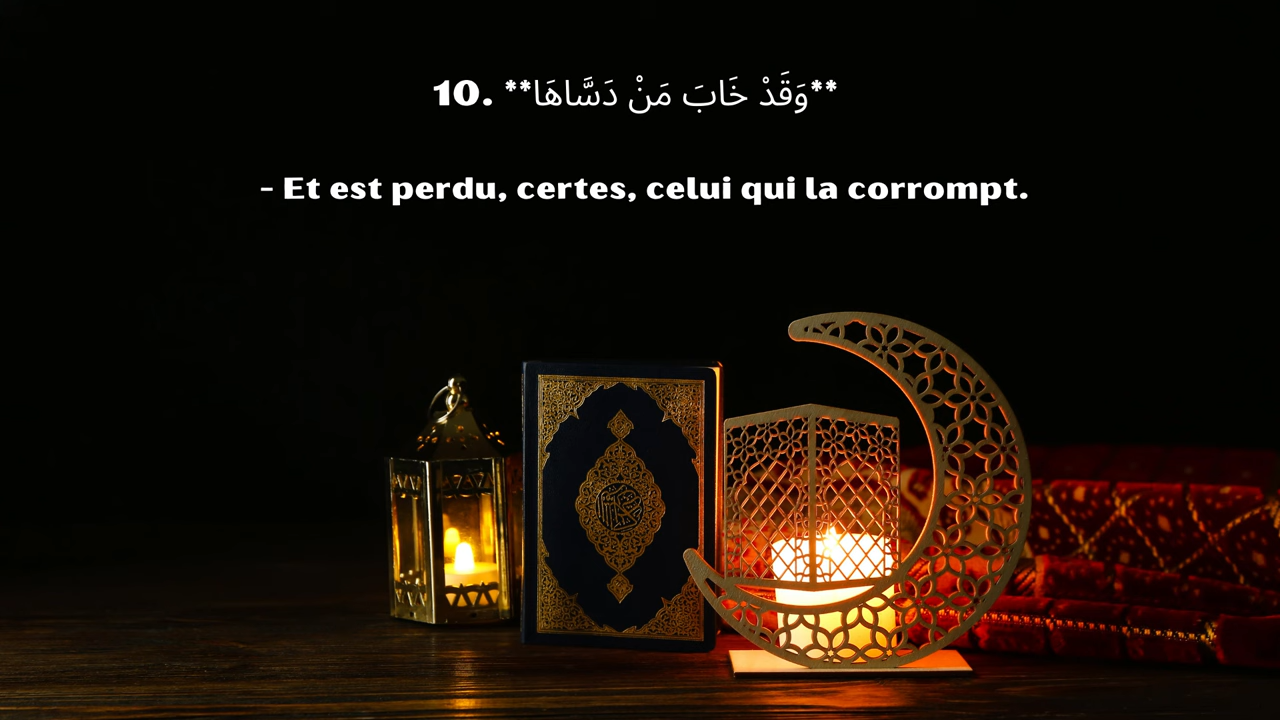 10. **وَقَدْ خَابَ مَنْ دَسَّاهَا**
- Et est perdu, certes, celui qui la corrompt.